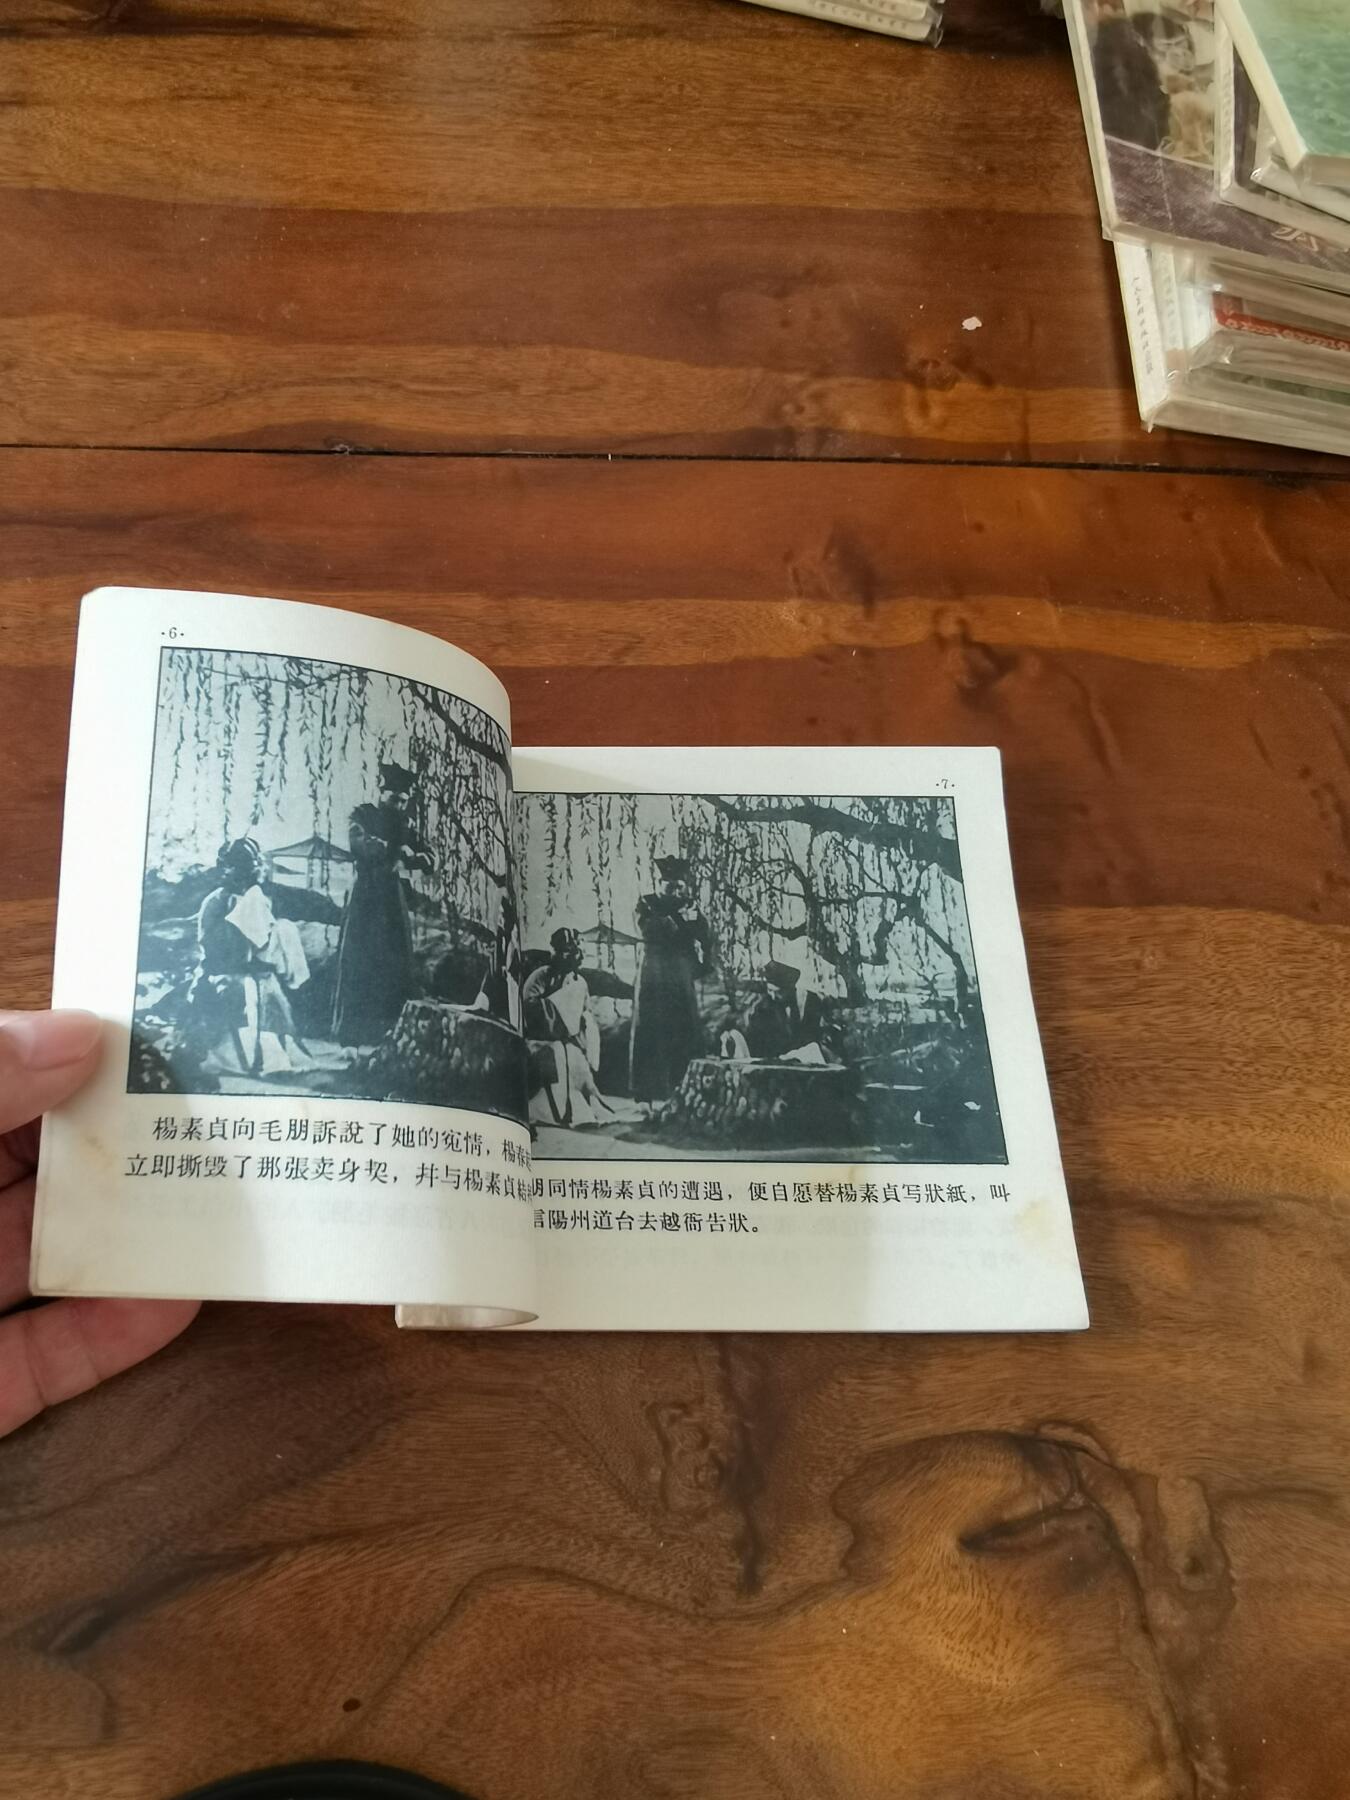 ·6·
楊素貞向毛朋訴說了她的寃情，楊春
立即撕毀了那張卖身契，幷与楊素貞結
·7·
同情楊素貞的遭遇，便自愿替楊素貞写狀紙，叫
信陽州道台去越衙告狀。